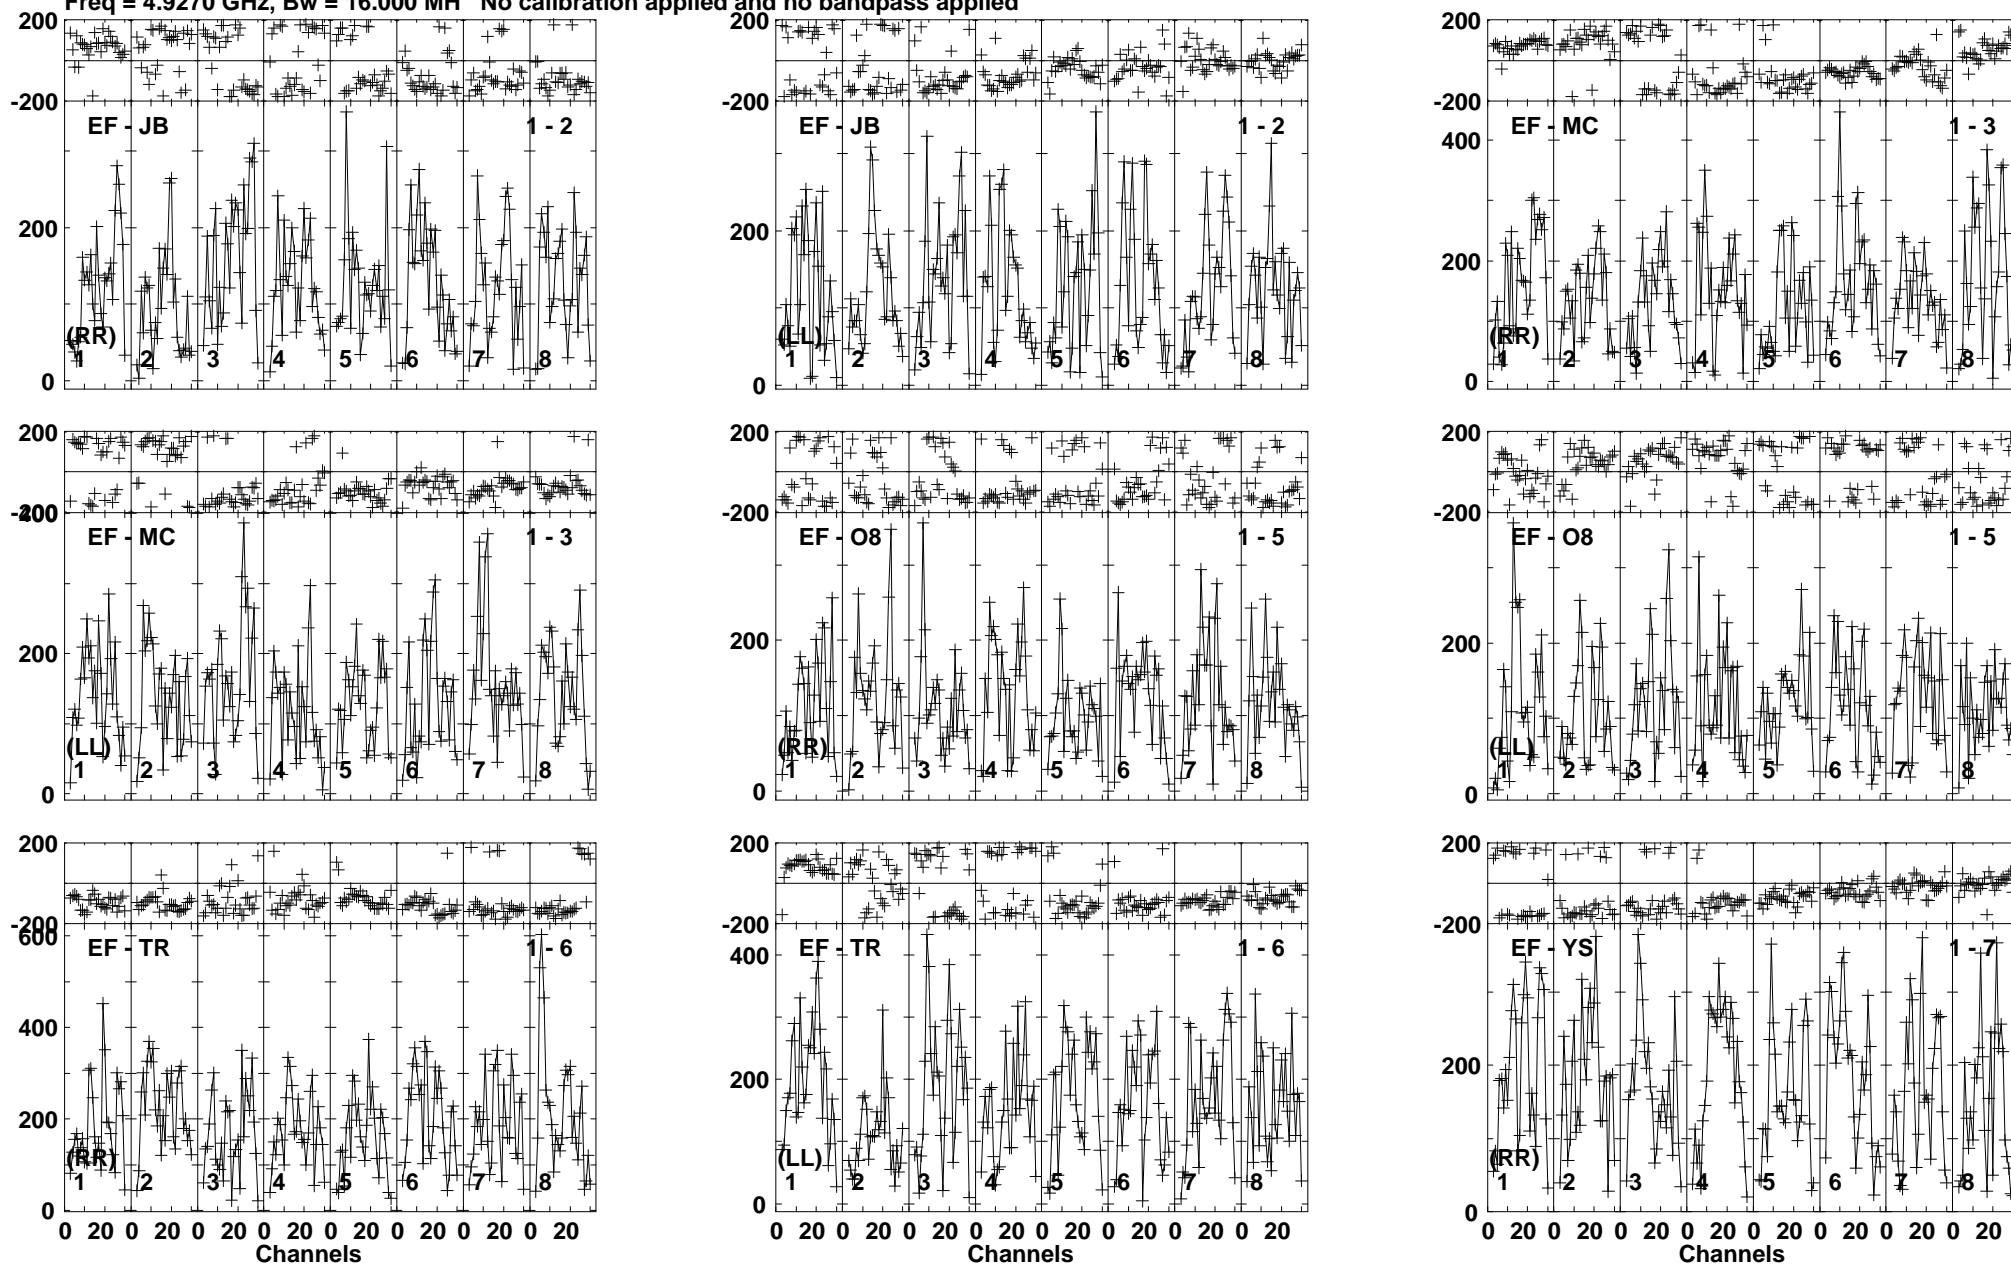 Freq = 4.9270 GHz, Bw = 16.000 MH No calibration applied and no bandpass applied
200 200 200
-200 -200 -200
EF - JB 1 - 2 EF - JB 1 - 2 EF - MC 1 - 3
400
200 200 200
(RR) (LL) (RR)
1 2 3 4 5 6 7 8 1 2 3 4 5 6 7 8 1 2 3 4 5 6 7 8
0 0 0
200 200 200
-200 -200 -200
400
EF - MC 1 - 3 EF - O8 1 - 5 EF - O8 1 - 5
200 200 200
(LL) (RR) (LL)
1 2 3 4 5 6 7 8 1 2 3 4 5 6 7 8 1 2 3 4 5 6 7 8
0 0 0
200 200 200
-200 -200 -200
600
EF - TR 1 - 6 EF - TR 1 - 6 EF - YS 1 - 7
500 400
400
300 200 200
200
100
(RR) (LL) (RR)
1 2 3 4 5 6 7 8 1 2 3 4 5 6 7 8 1 2 3 4 5 6 7 8
0 0 0
0 20 0 20 0 20 0 20 0 20 0 20 0 20 0 20 0 20 0 20 0 20 0 20 0 20 0 20 0 20 0 20 0 20 0 20 0 20 0 20 0 20 0 20 0 20 0 20
Channels Channels Channels